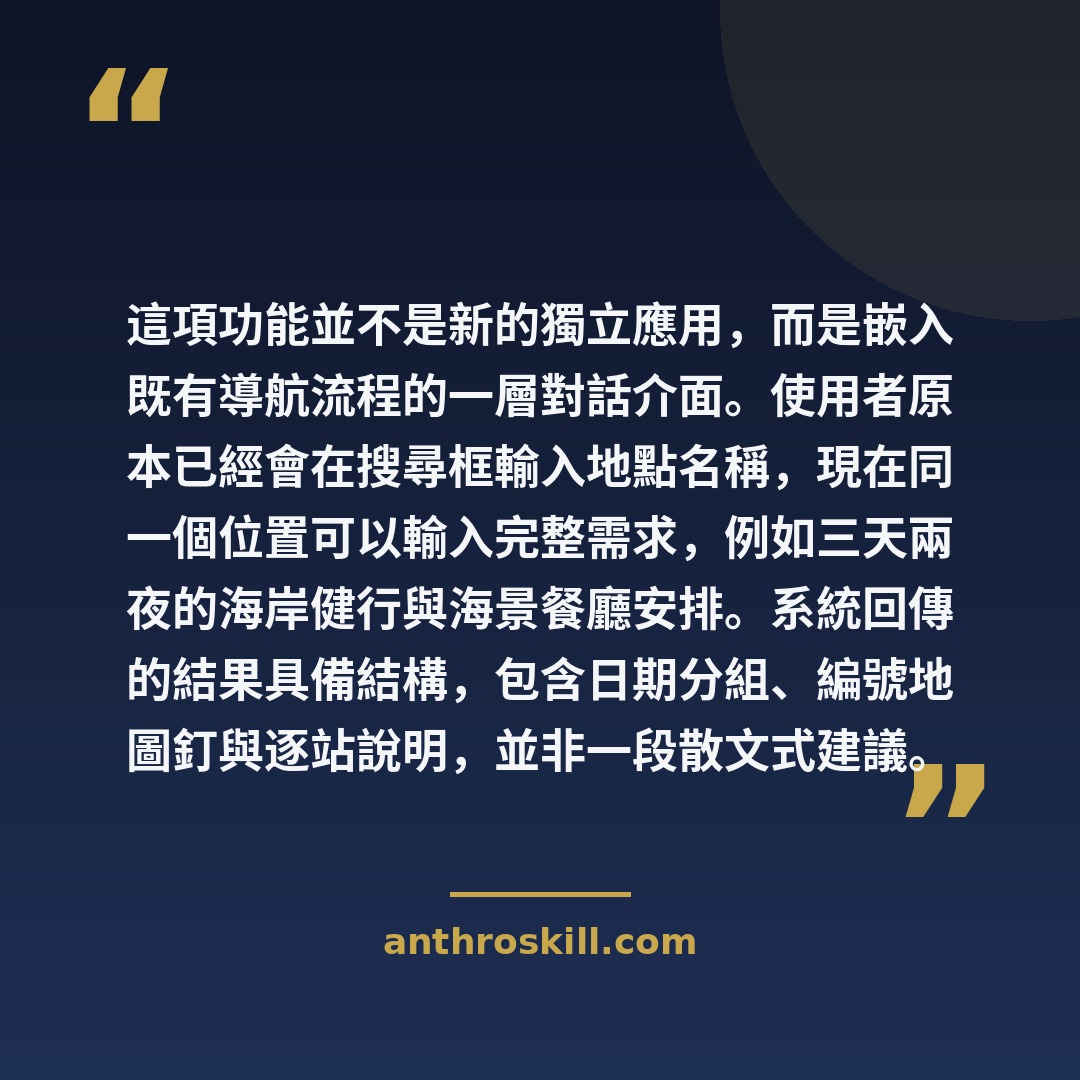 “
這項功能並不是新的獨立應用，而是嵌入
既有導航流程的一層對話介面。使用者原
本已經會在搜尋框輸入地點名稱，現在同
一個位置可以輸入完整需求，例如三天兩
夜的海岸健行與海景餐廳安排。系統回傳
的結果具備結構，包含日期分組、編號地
圖釘與逐站說明，並非一段散文式建議。
”
anthroskill.com